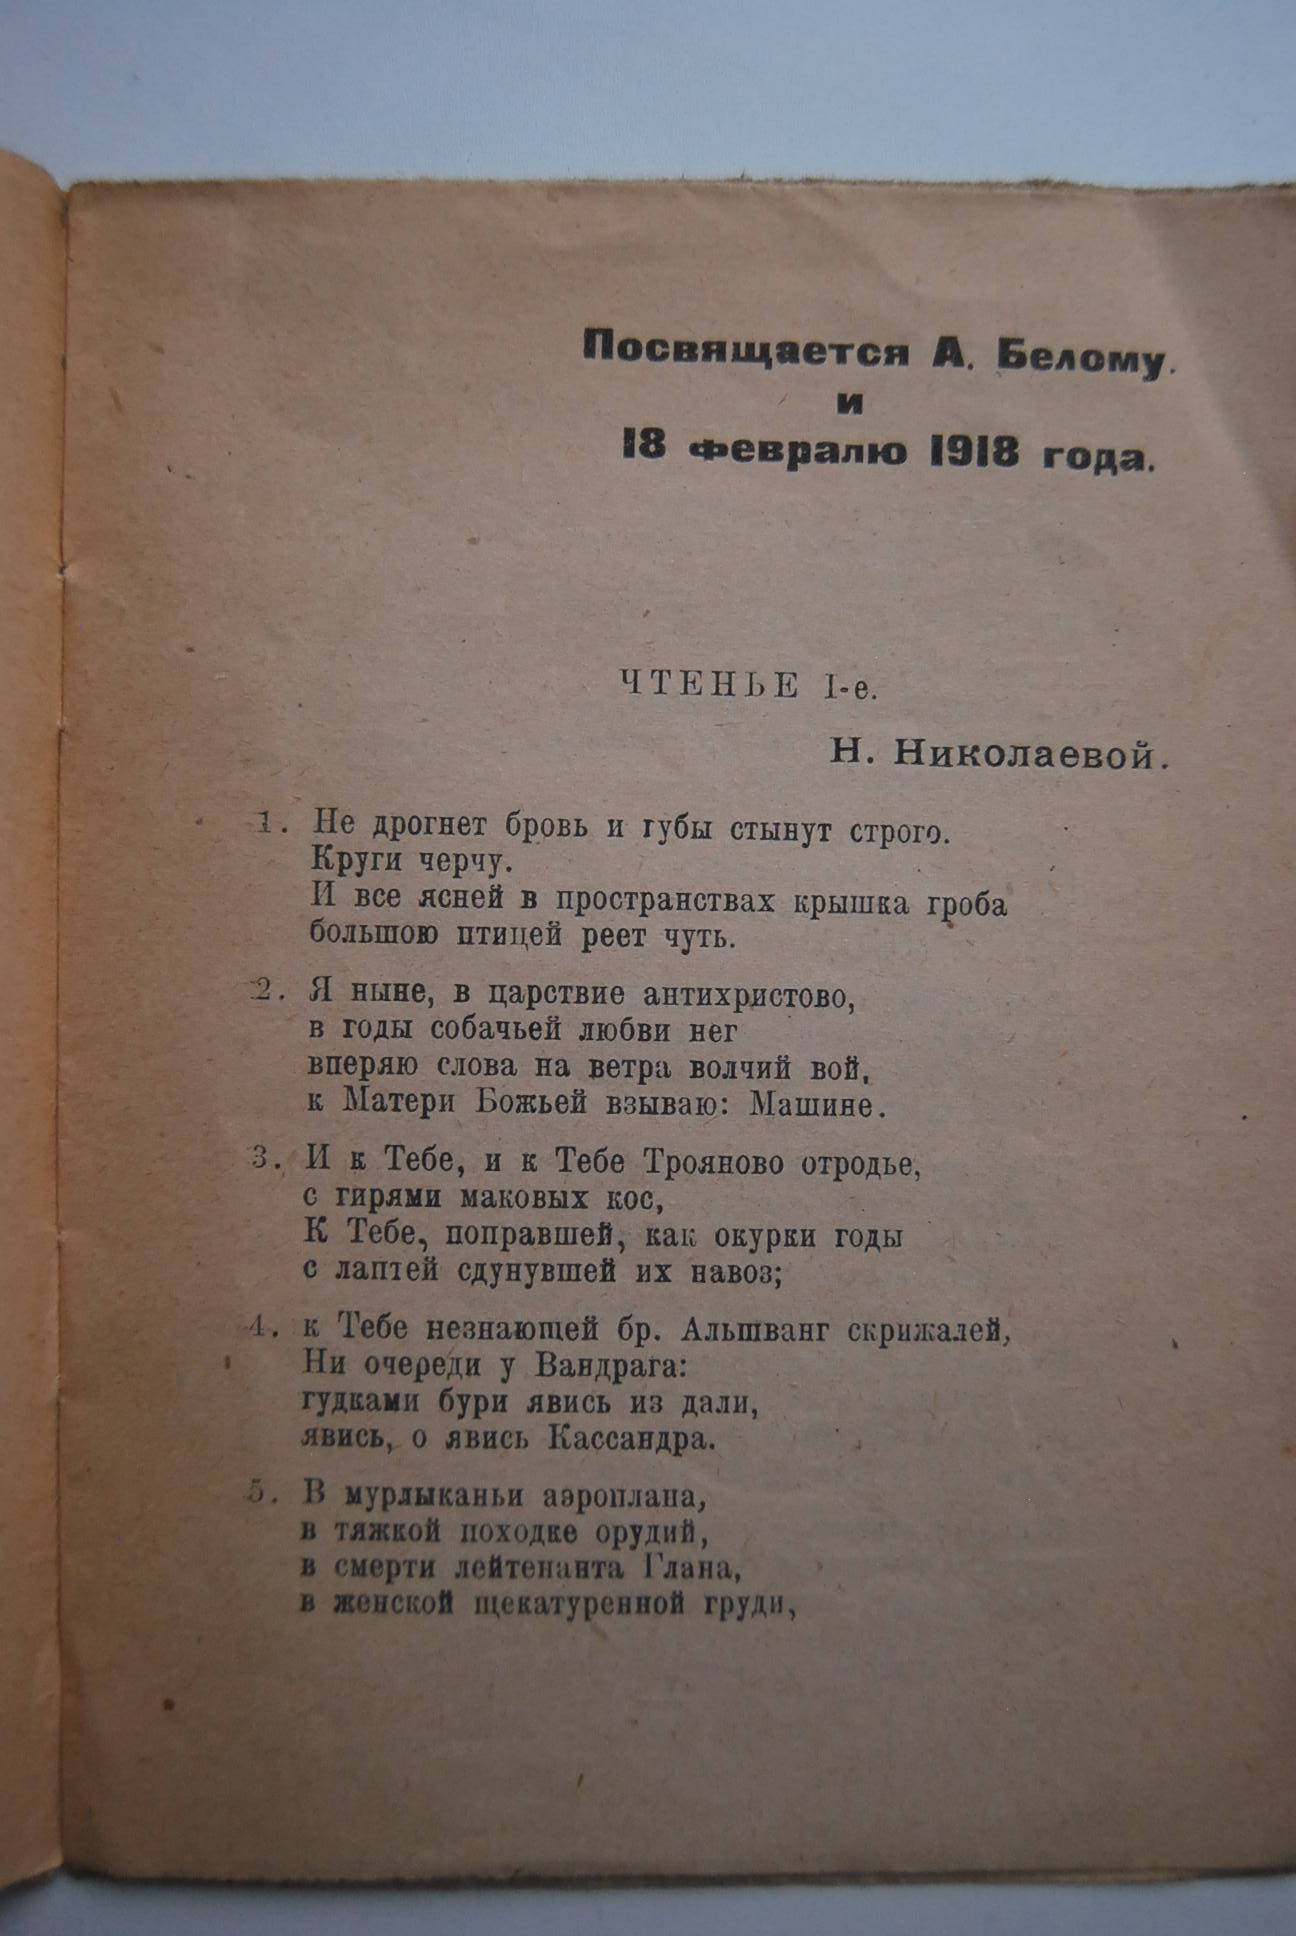 Посвящается А. Белому.
и
18 февралю 1918 года.
ЧТЕНЬЕ I-е.
Н. Николаевой.
1. Не дрогнет бровь и губы стынут строго.
Круги черчу.
И все ясней в пространствах крышка гроба
большою птицей реет чуть.
2. Я ныне, в царствие антихристово,
в годы собачьей любви нег
вперяю слова на ветра волчий вой,
к Матери Божьей взываю: Машине.
3. И к Тебе, и к Тебе Трояново отродье,
с гирями маковых кос,
К Тебе, поправшей, как окурки годы
с лаптей сдунувшей их навоз;
4. к Тебе незнающей бр. Альшванг скрижалей,
Ни очереди у Вандрага:
гудками бури явись из дали,
явись, о явись Кассандра.
5. В мурлыканьи аэроплана,
в тяжкой походке орудий,
в смерти лейтенанта Глана,
в женской щекатуренной груди,